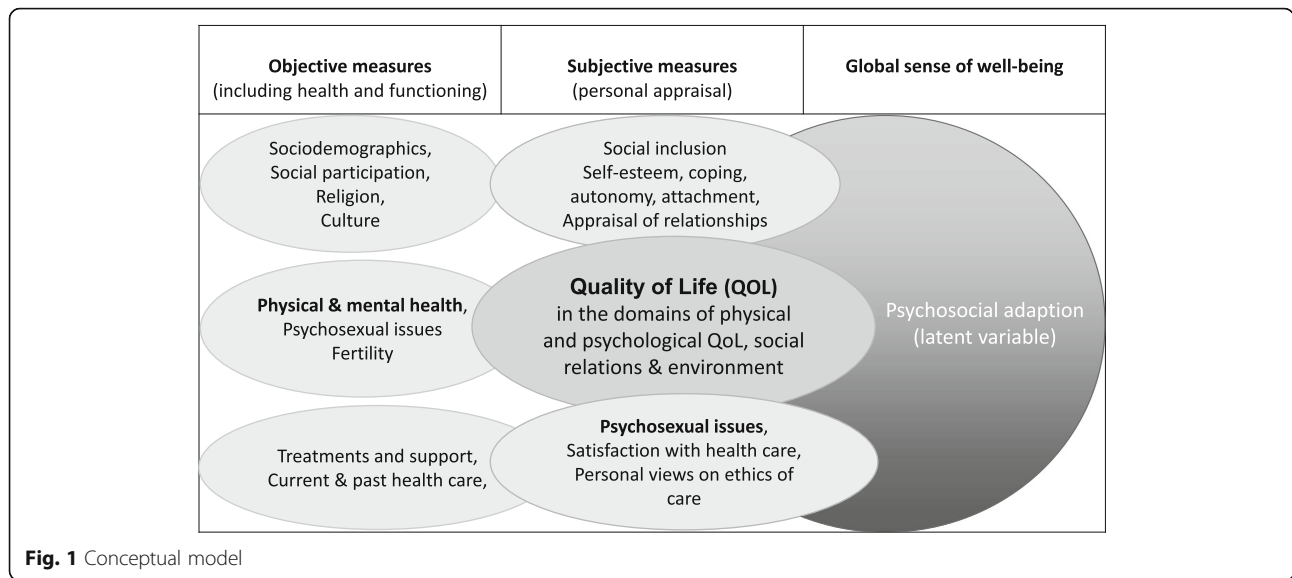 Objective measures
(including health and functioning)
Subjective measures
(personal appraisal)
Global sense of well-being
Sociodemographics,
Social participation,
Religion,
Culture
Social inclusion
Self-esteem, coping,
autonomy, attachment,
Appraisal of relationships
Physical & mental health,
Psychosexual issues
Fertility
Quality of Life (QOL)
in the domains of physical
and psychological QoL, social
relations & environment
Psychosocial adaption
(latent variable)
Treatments and support,
Current & past health care,
Psychosexual issues,
Satisfaction with health care,
Personal views on ethics of
care
Fig. 1 Conceptual model